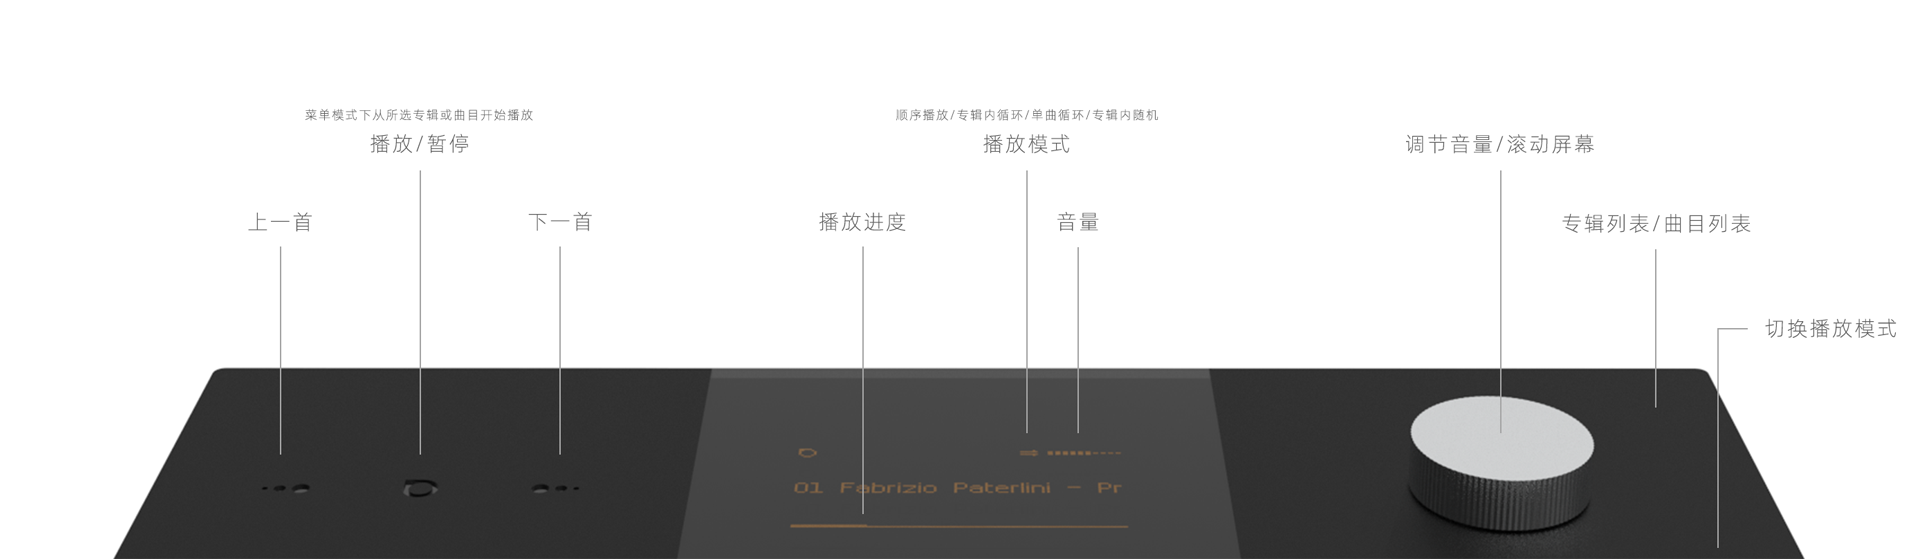 菜单模式下从所选专辑或曲目开始播放
播放/暂停
顺序播放/专辑内循环/单曲循环/专辑内随机
播放模式
调节音量/滚动屏幕
上一首
下一首
播放进度
音量
专辑列表/曲目列表
切换播放模式
01 Fabrizio Paterlini - Pr